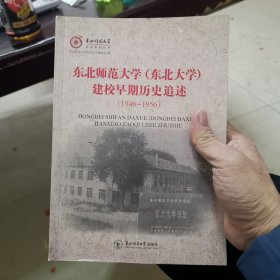 东北师范大学
东北师范大学（东北大学）
建校早期历史追述
（1946-1956）
DONGBEI SHIFAN DAXUE (DONGBEI DAXUE)
JIANXIAO ZAOQI LISHI ZHUISHU
东北大学旧址
东北师范大学出版社